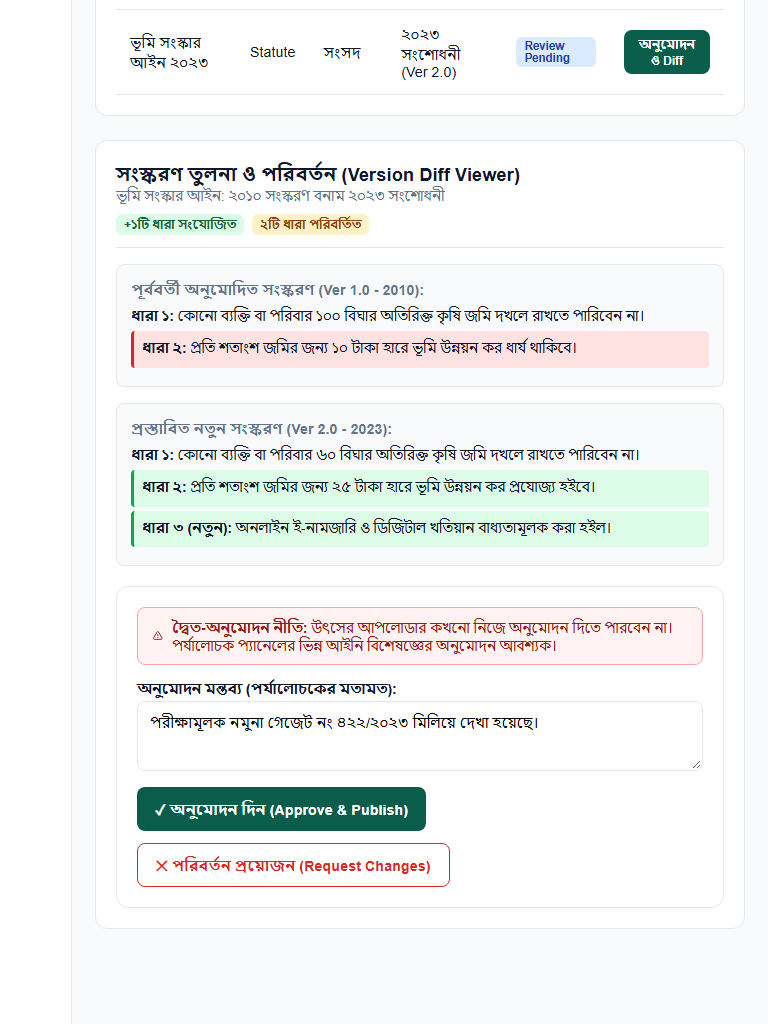 ভূমি সংস্কার
আইন ২০২৩
Statute
সংসদ
২০২৩
সংশোধনী
(Ver 2.0)
Review
Pending
অনুমোদন
ও Diff
সংস্করণ তুলনা ও পরিবর্তন (Version Diff Viewer)
ভূমি সংস্কার আইন: ২০১০ সংস্করণ বনাম ২০২৩ সংশোধনী
+১টি ধারা সংযোজিত
২টি ধারা পরিবর্তিত
পূর্ববর্তী অনুমোদিত সংস্করণ (Ver 1.0 - 2010):
ধারা ১: কোনো ব্যক্তি বা পরিবার ১০০ বিঘার অতিরিক্ত কৃষি জমি দখলে রাখতে পারিবেন না।
ধারা ২: প্রতি শতাংশ জমির জন্য ১০ টাকা হারে ভূমি উন্নয়ন কর ধার্য থাকিবে।
প্রস্তাবিত নতুন সংস্করণ (Ver 2.0 - 2023):
ধারা ১: কোনো ব্যক্তি বা পরিবার ৬০ বিঘার অতিরিক্ত কৃষি জমি দখলে রাখতে পারিবেন না।
ধারা ২: প্রতি শতাংশ জমির জন্য ২৫ টাকা হারে ভূমি উন্নয়ন কর প্রযোজ্য হইবে।
ধারা ৩ (নতুন): অনলাইন ই-নামজারি ও ডিজিটাল খতিয়ান বাধ্যতামূলক করা হইল।
⚠ দ্বৈত-অনুমোদন নীতি: উৎসের আপলোডার কখনো নিজে অনুমোদন দিতে পারবেন না।
পর্যালোচক প্যানেলের ভিন্ন আইনি বিশেষজ্ঞের অনুমোদন আবশ্যক।
অনুমোদন মন্তব্য (পর্যালোচকের মতামত):
পরীক্ষামূলক নমুনা গেজেট নং ৪২২/২০২৩ মিলিয়ে দেখা হয়েছে।
✓ অনুমোদন দিন (Approve & Publish)
✕ পরিবর্তন প্রয়োজন (Request Changes)